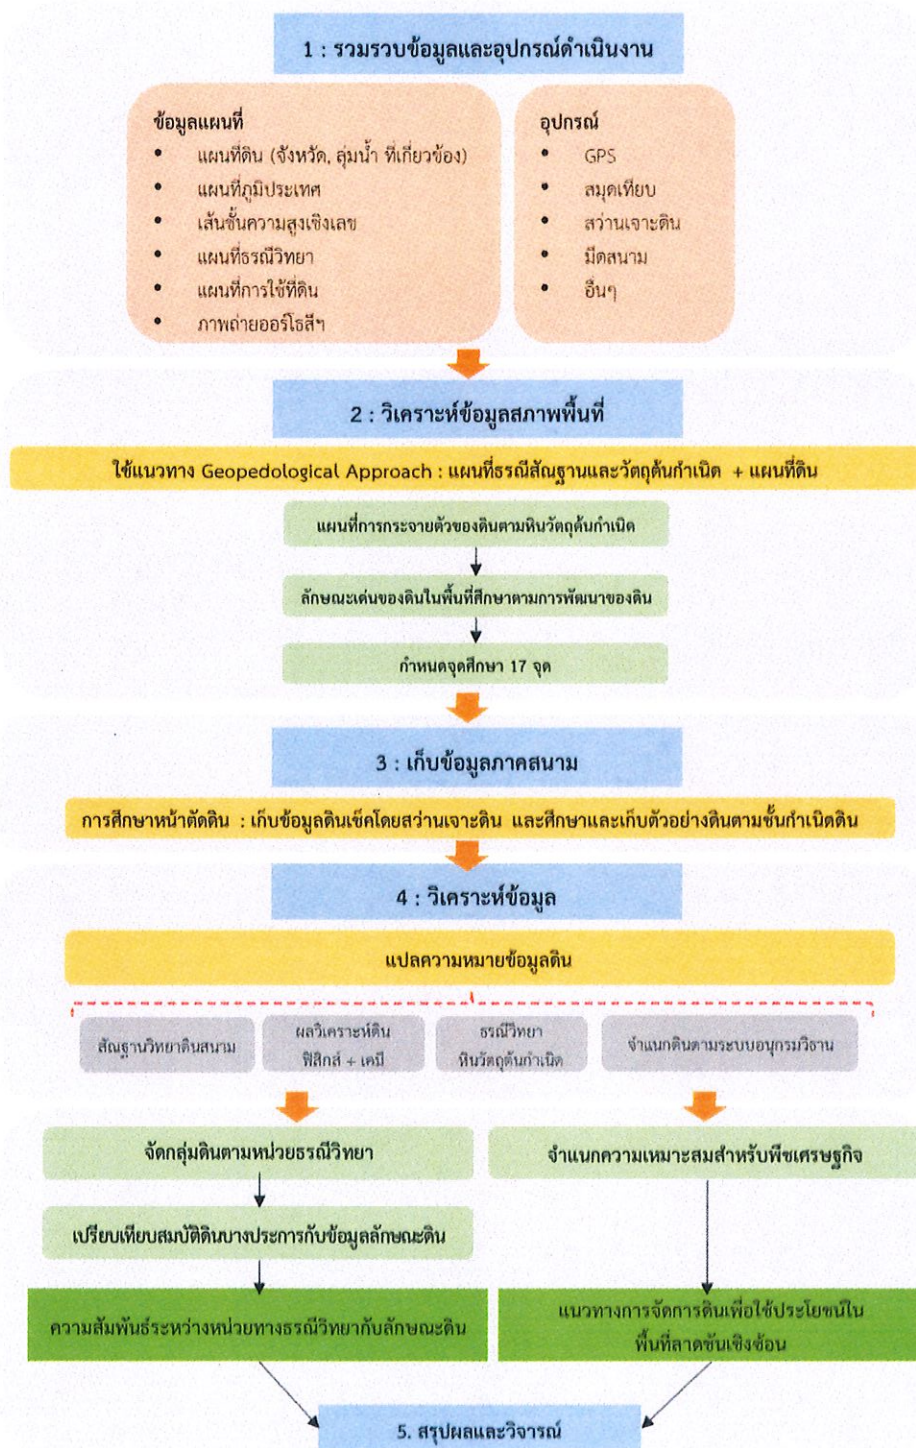 1 : รวมรวบข้อมูลและอุปกรณ์ดำเนินงาน
ข้อมูลแผนที่
• แผนที่ดิน (จังหวัด, ลุ่มน้ำ ที่เกี่ยวข้อง)
• แผนที่ภูมิประเทศ
• เส้นชั้นความสูงเชิงเลข
• แผนที่ธรณีวิทยา
• แผนที่การใช้ที่ดิน
• ภาพถ่ายออร์โธสีฯ
อุปกรณ์
• GPS
• สมุดเทียบ
• สว่านเจาะดิน
• มีดสนาม
• อื่นๆ
2 : วิเคราะห์ข้อมูลสภาพพื้นที่
ใช้แนวทาง Geopedological Approach : แผนที่ธรณีสัณฐานและวัตถุต้นกำเนิด + แผนที่ดิน
แผนที่การกระจายตัวของดินตามหินวัตถุต้นกำเนิด
ลักษณะเด่นของดินในพื้นที่ศึกษาตามการพัฒนาของดิน
กำหนดจุดศึกษา 17 จุด
3 : เก็บข้อมูลภาคสนาม
การศึกษาหน้าตัดดิน : เก็บข้อมูลดินเช็คโดยสว่านเจาะดิน และศึกษาและเก็บตัวอย่างดินตามชั้นกำเนิดดิน
4 : วิเคราะห์ข้อมูล
แปลความหมายข้อมูลดิน
สัณฐานวิทยาดินสนาม
ผลวิเคราะห์ดิน
ฟิสิกส์ + เคมี
ธรณีวิทยา
หินวัตถุต้นกำเนิด
จำแนกดินตามระบบอนุกรมวิธาน
จัดกลุ่มดินตามหน่วยธรณีวิทยา
เปรียบเทียบสมบัติดินบางประการกับข้อมูลลักษณะดิน
ความสัมพันธ์ระหว่างหน่วยทางธรณีวิทยากับลักษณะดิน
จำแนกความเหมาะสมสำหรับพืชเศรษฐกิจ
แนวทางการจัดการดินเพื่อใช้ประโยชน์ใน
พื้นที่ลาดชันเชิงซ้อน
5. สรุปผลและวิจารณ์